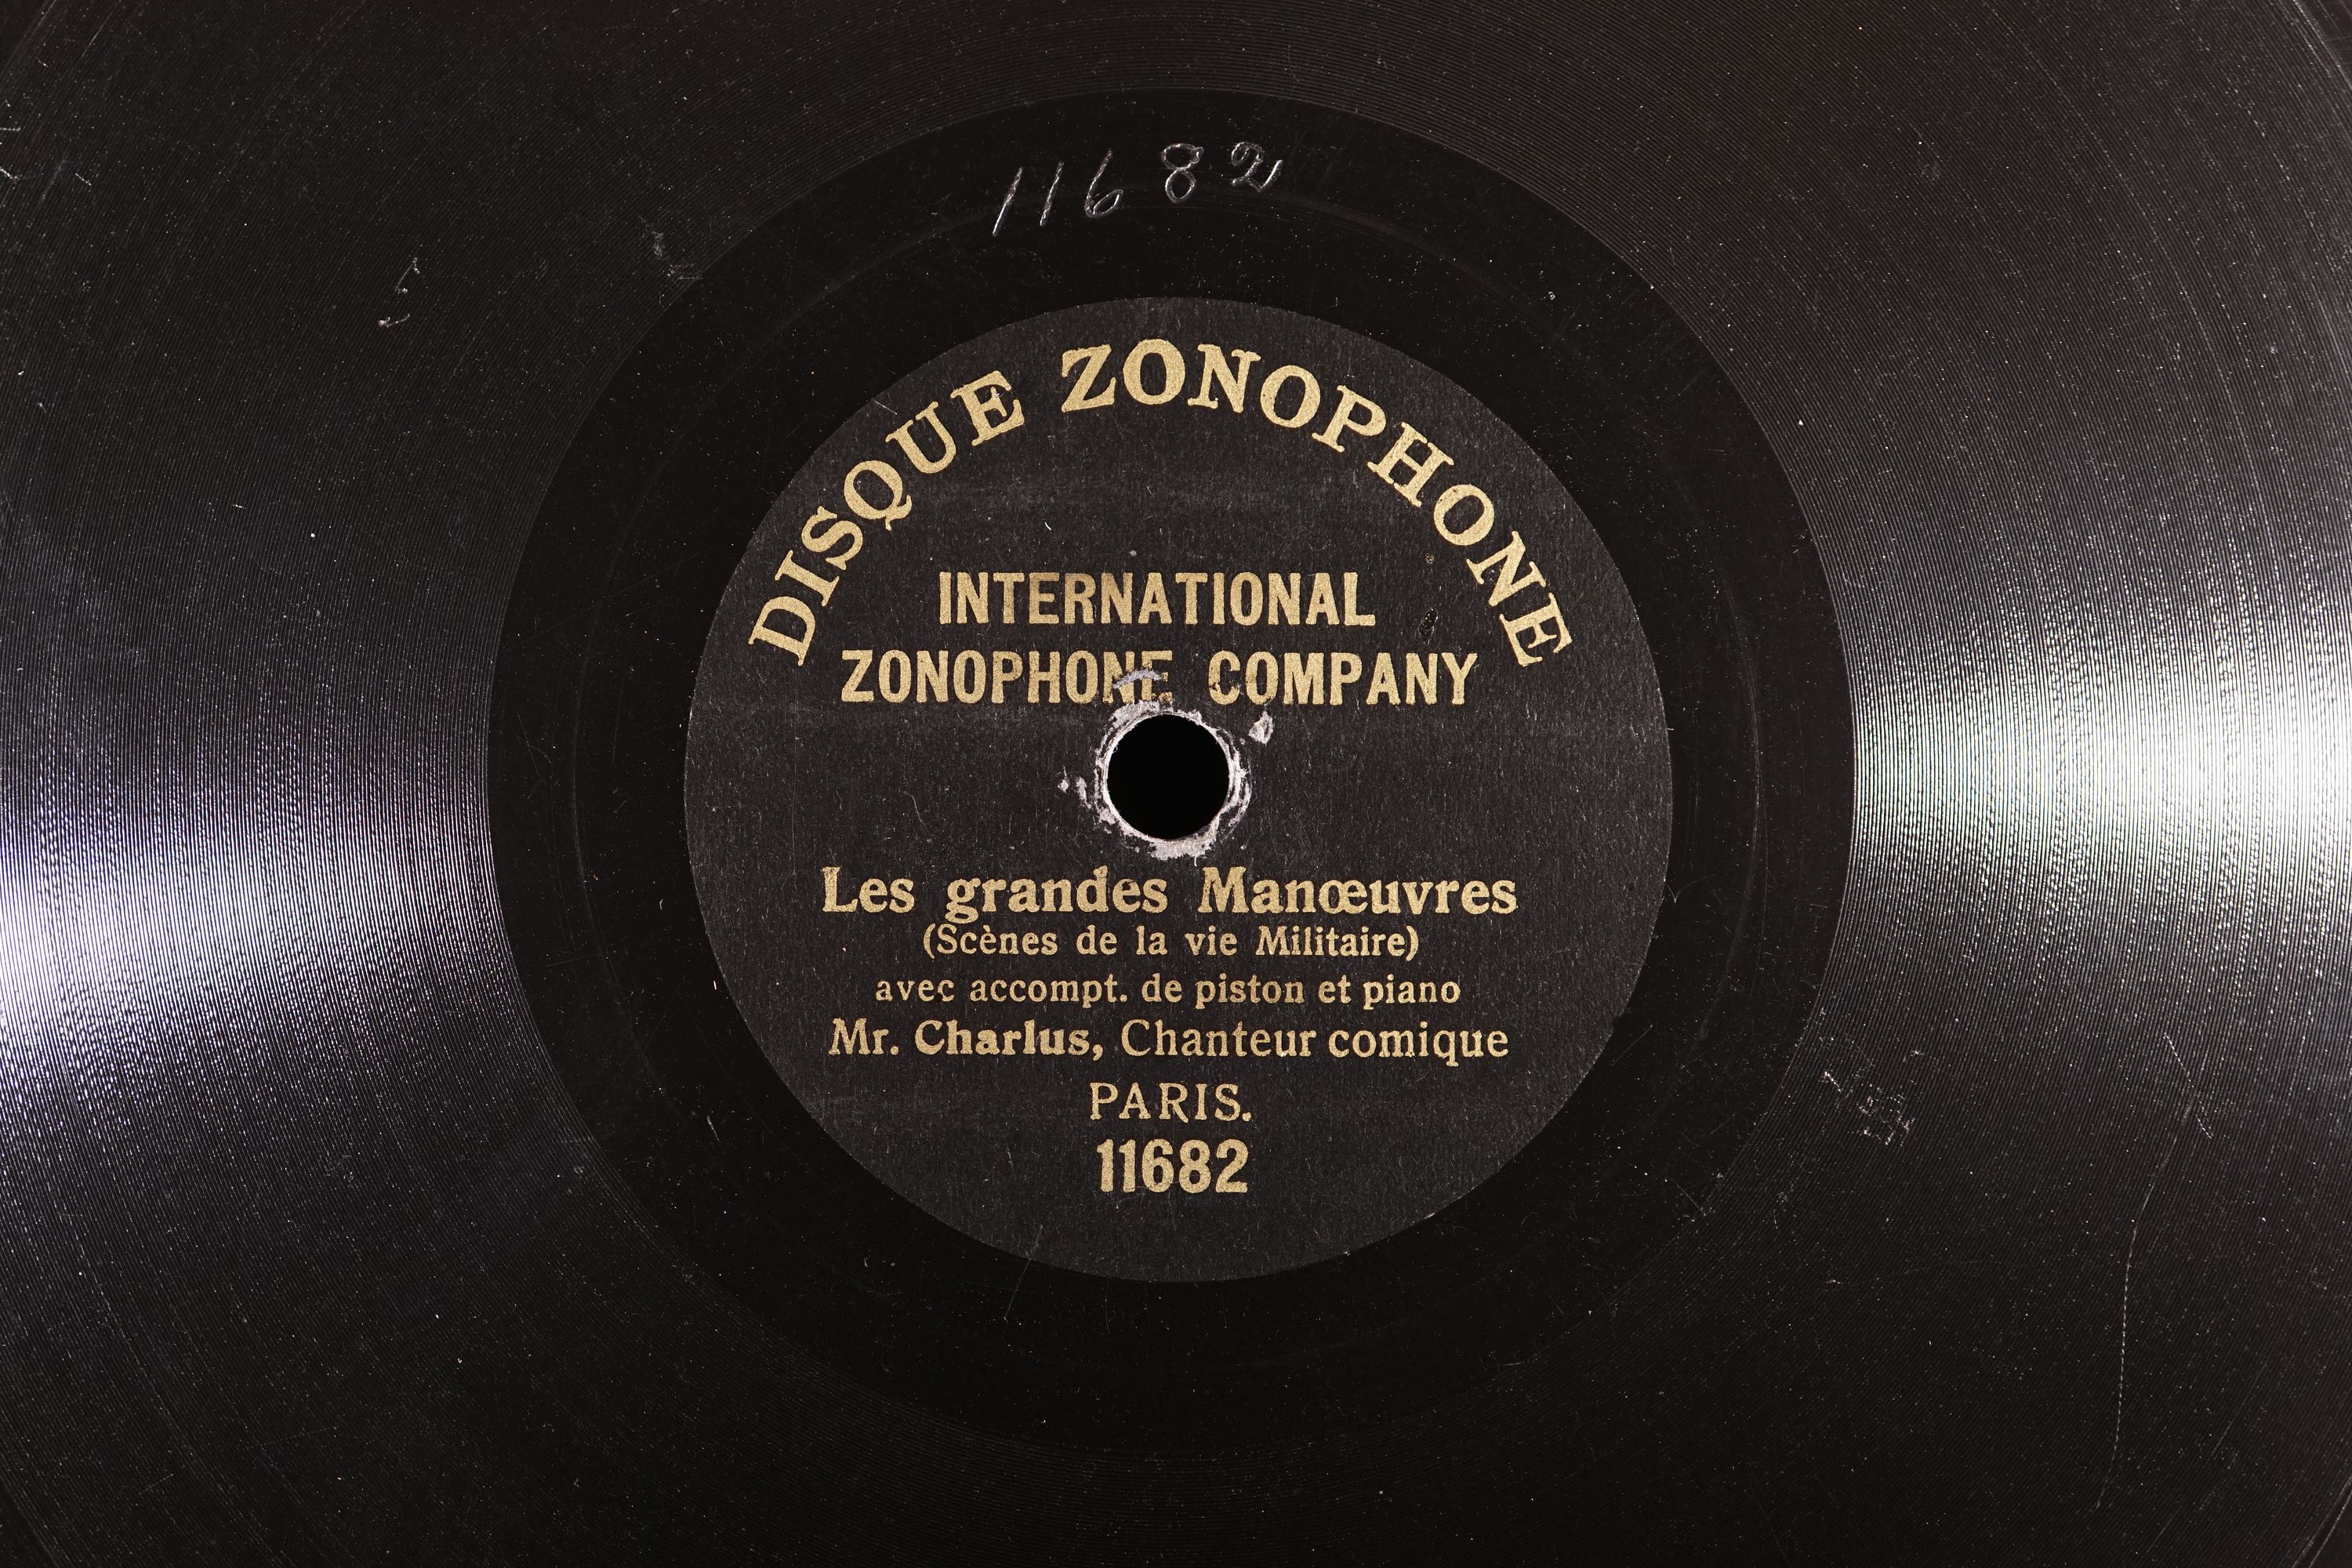 11682
DISQUE ZONOPHONE
INTERNATIONAL
ZONOPHONE COMPANY
Les grandes Manœuvres
(Scènes de la vie Militaire)
avec accompt. de piston et piano
Mr. Charlus, Chanteur comique
PARIS.
11682